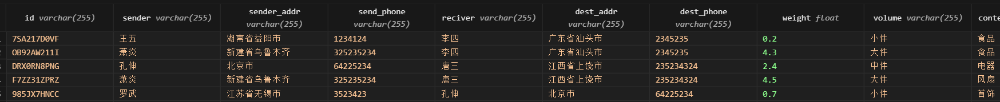 id varchar(255) sender varchar(255) sender_addr varchar(255) send_phone varchar(255) reciver varchar(255) dest_addr varchar(255) dest_phone varchar(255) weight float volume varchar(255) conte
7SA217D0VF 王五 湖南省益阳市 1234124 李四 广东省汕头市 2345235 0.2 小件 食品
OB92AW211I 萧炎 新建省乌鲁木齐 325235234 李四 广东省汕头市 2345235 4.3 大件 食品
DRX0RN8PNG 孔伸 北京市 64225234 唐三 江西省上饶市 235234324 2.4 中件 电器
F7ZZ31ZPRZ 萧炎 新建省乌鲁木齐 325235234 唐三 江西省上饶市 235234324 4.5 大件 风扇
985JX7HNCC 罗武 江苏省无锡市 3523423 孔伸 北京市 64225234 0.7 小件 首饰